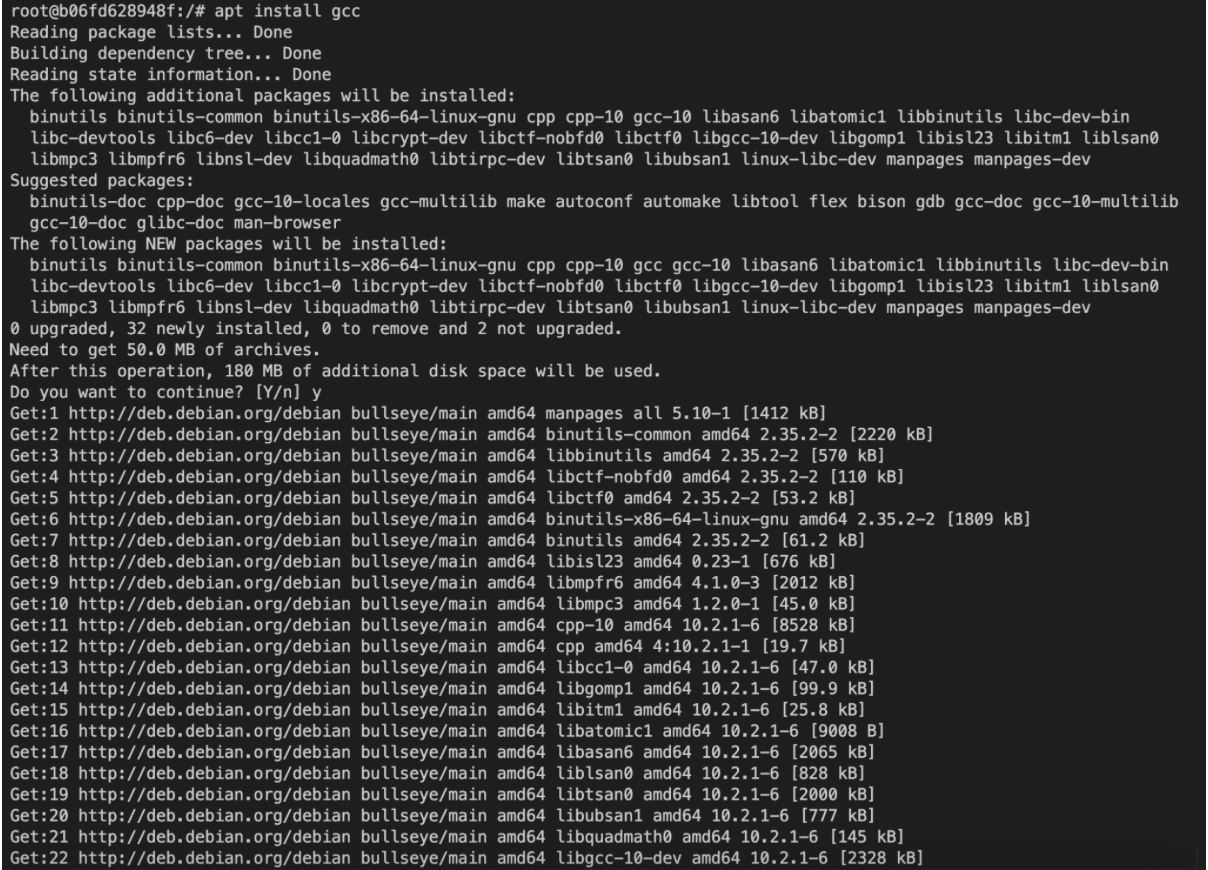 root@b06fd628948f:/# apt install gcc
Reading package lists... Done
Building dependency tree... Done
Reading state information... Done
The following additional packages will be installed:
  binutils binutils-common binutils-x86-64-linux-gnu cpp cpp-10 gcc-10 libasan6 libatomic1 libbinutils libc-dev-bin
  libc-devtools libc6-dev libcc1-0 libcrypt-dev libctf-nobfd0 libctf0 libgcc-10-dev libgomp1 libisl23 libitm1 liblsan0
  libmpc3 libmpfr6 libnsl-dev libquadmath0 libtirpc-dev libtsan0 libubsan1 linux-libc-dev manpages manpages-dev
Suggested packages:
  binutils-doc cpp-doc gcc-10-locales gcc-multilib make autoconf automake libtool flex bison gdb gcc-doc gcc-10-multilib
  gcc-10-doc glibc-doc man-browser
The following NEW packages will be installed:
  binutils binutils-common binutils-x86-64-linux-gnu cpp cpp-10 gcc gcc-10 libasan6 libatomic1 libbinutils libc-dev-bin
  libc-devtools libc6-dev libcc1-0 libcrypt-dev libctf-nobfd0 libctf0 libgcc-10-dev libgomp1 libisl23 libitm1 liblsan0
  libmpc3 libmpfr6 libnsl-dev libquadmath0 libtirpc-dev libtsan0 libubsan1 linux-libc-dev manpages manpages-dev
0 upgraded, 32 newly installed, 0 to remove and 2 not upgraded.
Need to get 50.0 MB of archives.
After this operation, 180 MB of additional disk space will be used.
Do you want to continue? [Y/n] y
Get:1 http://deb.debian.org/debian bullseye/main amd64 manpages all 5.10-1 [1412 kB]
Get:2 http://deb.debian.org/debian bullseye/main amd64 binutils-common amd64 2.35.2-2 [2220 kB]
Get:3 http://deb.debian.org/debian bullseye/main amd64 libbinutils amd64 2.35.2-2 [570 kB]
Get:4 http://deb.debian.org/debian bullseye/main amd64 libctf-nobfd0 amd64 2.35.2-2 [110 kB]
Get:5 http://deb.debian.org/debian bullseye/main amd64 libctf0 amd64 2.35.2-2 [53.2 kB]
Get:6 http://deb.debian.org/debian bullseye/main amd64 binutils-x86-64-linux-gnu amd64 2.35.2-2 [1809 kB]
Get:7 http://deb.debian.org/debian bullseye/main amd64 binutils amd64 2.35.2-2 [61.2 kB]
Get:8 http://deb.debian.org/debian bullseye/main amd64 libisl23 amd64 0.23-1 [676 kB]
Get:9 http://deb.debian.org/debian bullseye/main amd64 libmpfr6 amd64 4.1.0-3 [2012 kB]
Get:10 http://deb.debian.org/debian bullseye/main amd64 libmpc3 amd64 1.2.0-1 [45.0 kB]
Get:11 http://deb.debian.org/debian bullseye/main amd64 cpp-10 amd64 10.2.1-6 [8528 kB]
Get:12 http://deb.debian.org/debian bullseye/main amd64 cpp amd64 4:10.2.1-1 [19.7 kB]
Get:13 http://deb.debian.org/debian bullseye/main amd64 libcc1-0 amd64 10.2.1-6 [47.0 kB]
Get:14 http://deb.debian.org/debian bullseye/main amd64 libgomp1 amd64 10.2.1-6 [99.9 kB]
Get:15 http://deb.debian.org/debian bullseye/main amd64 libitm1 amd64 10.2.1-6 [25.8 kB]
Get:16 http://deb.debian.org/debian bullseye/main amd64 libatomic1 amd64 10.2.1-6 [9008 B]
Get:17 http://deb.debian.org/debian bullseye/main amd64 libasan6 amd64 10.2.1-6 [2065 kB]
Get:18 http://deb.debian.org/debian bullseye/main amd64 liblsan0 amd64 10.2.1-6 [828 kB]
Get:19 http://deb.debian.org/debian bullseye/main amd64 libtsan0 amd64 10.2.1-6 [2000 kB]
Get:20 http://deb.debian.org/debian bullseye/main amd64 libubsan1 amd64 10.2.1-6 [777 kB]
Get:21 http://deb.debian.org/debian bullseye/main amd64 libquadmath0 amd64 10.2.1-6 [145 kB]
Get:22 http://deb.debian.org/debian bullseye/main amd64 libgcc-10-dev amd64 10.2.1-6 [2328 kB]